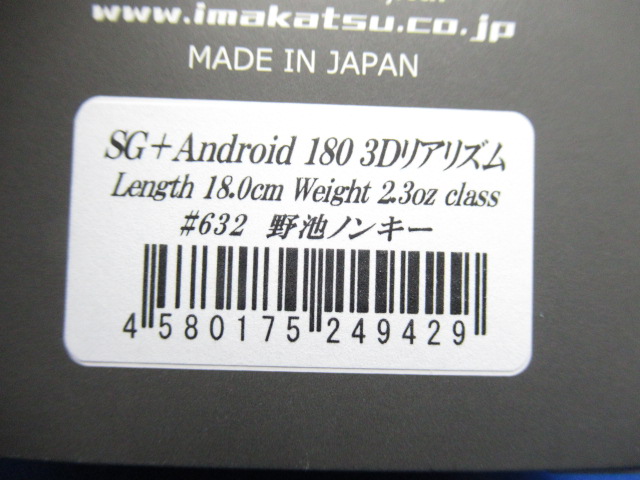 www.imakatsu.co.jp
MADE IN JAPAN
SG+Android 180 3Dリアリズム
Length 18.0cm Weight 2.3oz class
#632 野池ノンキー
4 580175 249429